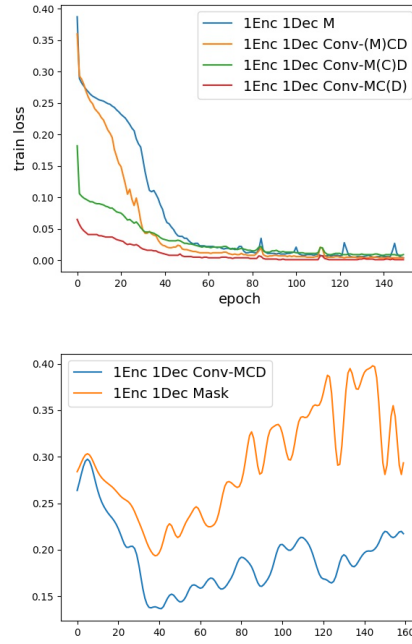 0.40
0.35
0.30
0.25
0.20
0.15
0.10
0.05
0.00
train loss
1Enc 1Dec M
1Enc 1Dec Conv-(M)CD
1Enc 1Dec Conv-M(C)D
1Enc 1Dec Conv-MC(D)
0 20 40 60 80 100 120 140
epoch
0.40
0.35
0.30
0.25
0.20
0.15
1Enc 1Dec Conv-MCD
1Enc 1Dec Mask
0 20 40 60 80 100 120 140 160